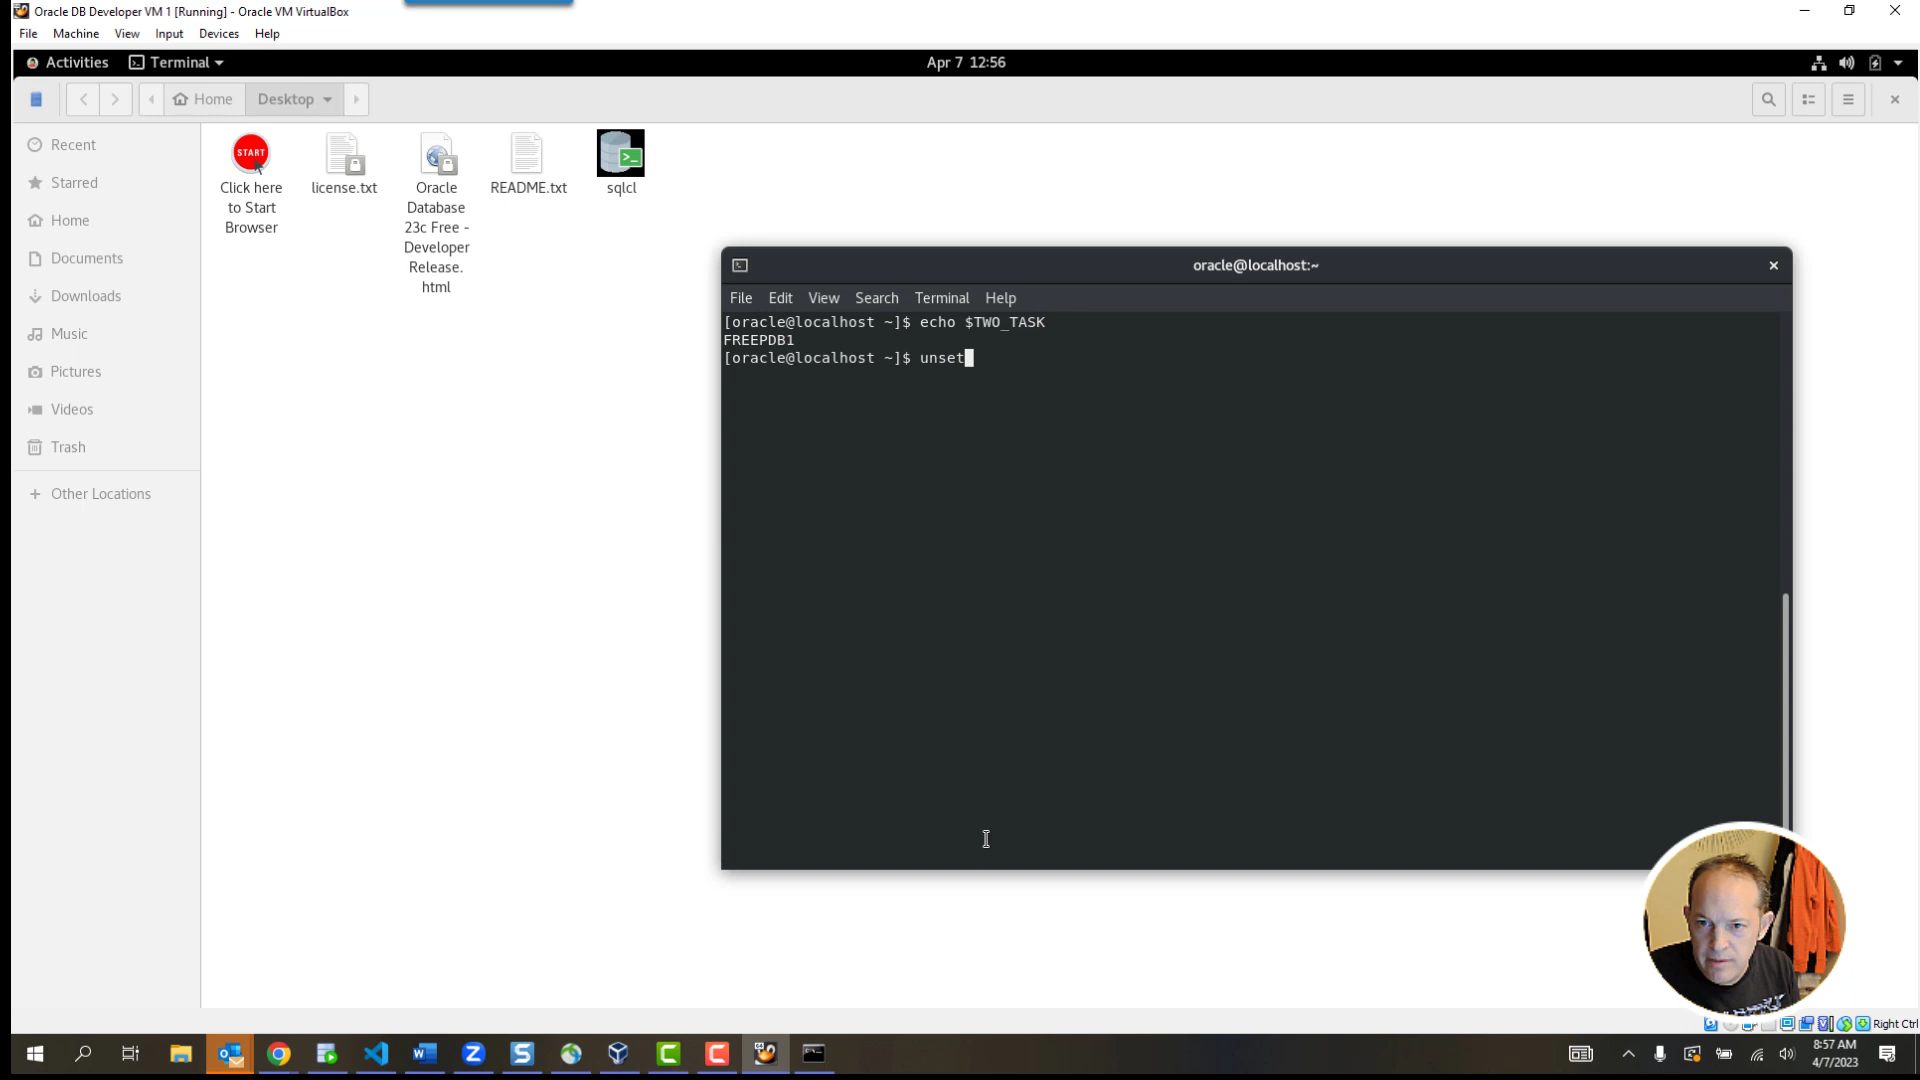 Oracle DB Developer VM 1 [Running] - Oracle VM VirtualBox
File Machine View Input Devices Help
Activities Terminal Apr 7 12:56
Home Desktop
Recent
Starred
Home
Documents
Downloads
Music
Pictures
Videos
Trash
+ Other Locations
START
Click here
to Start
Browser
license.txt
Oracle
Database
23c Free -
Developer
Release.
html
README.txt
>_
sqlcl
oracle@localhost:~
File Edit View Search Terminal Help
[oracle@localhost ~]$ echo $TWO_TASK
FREEPDB1
[oracle@localhost ~]$ unset
Right Ctrl
8:57 AM
4/7/2023